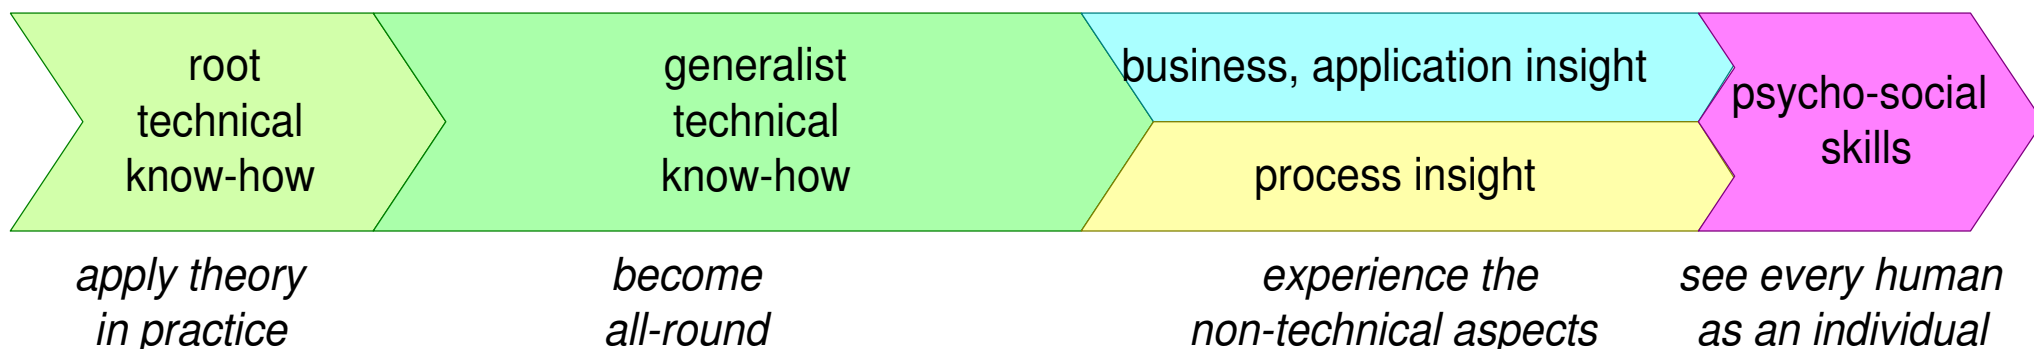 root
technical
know-how
generalist
technical
know-how
business, application insight
process insight
psycho-social
skills
apply theory
in practice
become
all-round
experience the
non-technical aspects
see every human
as an individual